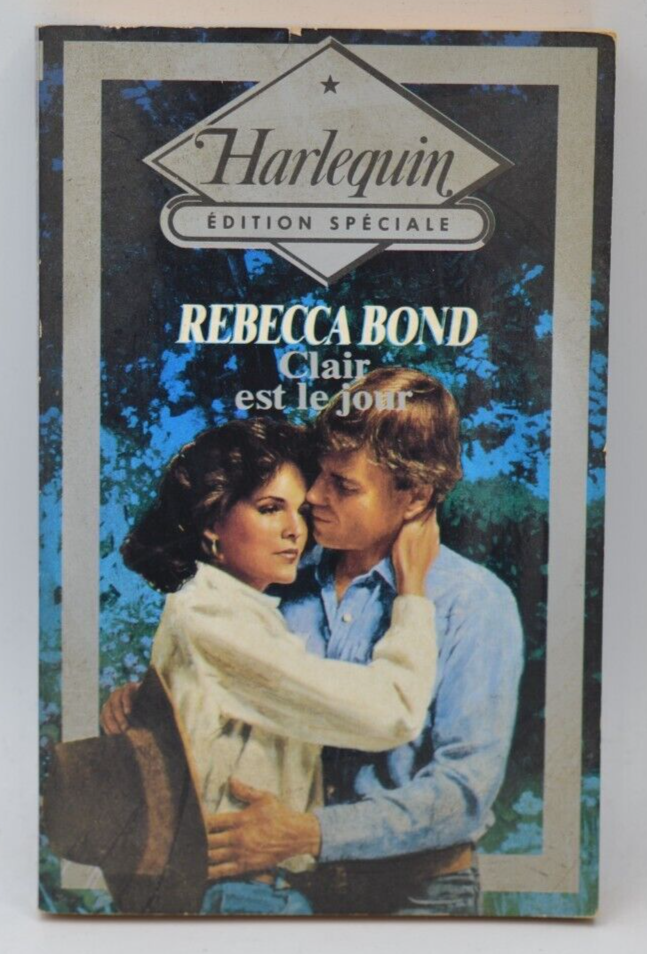 Harlequin
ÉDITION SPÉCIALE
REBECCA BOND
Clair
est le jour